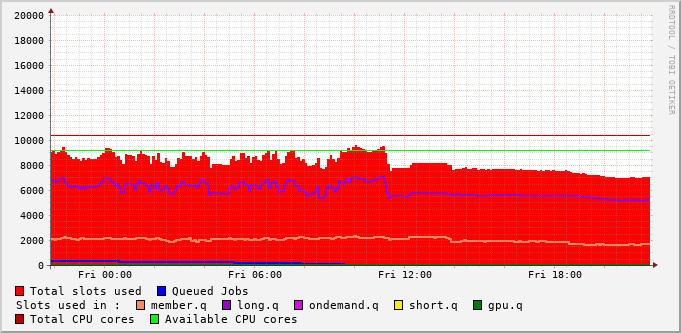 20000
18000
16000
14000
12000
10000
8000
6000
4000
2000
0
Fri 00:00 Fri 06:00 Fri 12:00 Fri 18:00
Total slots used Queued Jobs
Slots used in : member.q long.q ondemand.q short.q gpu.q
Total CPU cores Available CPU cores
RRDTOOL / TOBI OETIKER